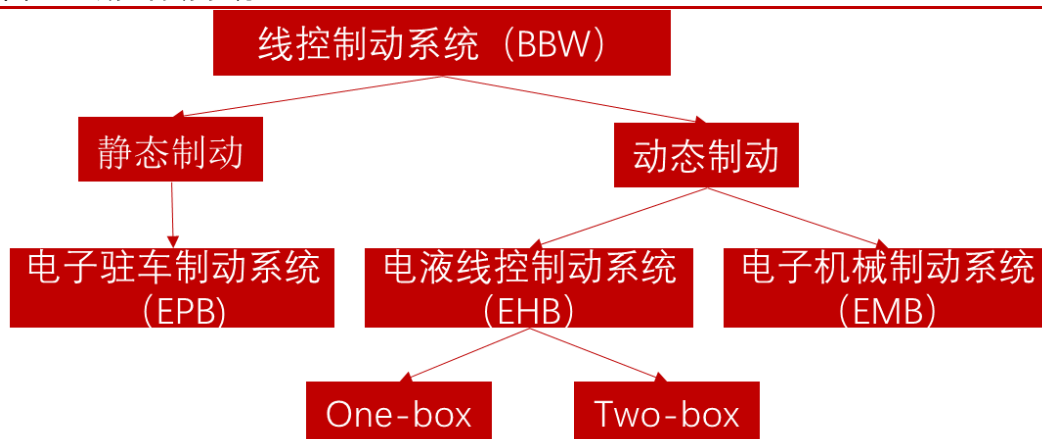 线控制动系统（BBW）
静态制动
动态制动
电子驻车制动系统
（EPB)
电液线控制动系统
（EHB）
电子机械制动系统
（EMB）
One-box
Two-box